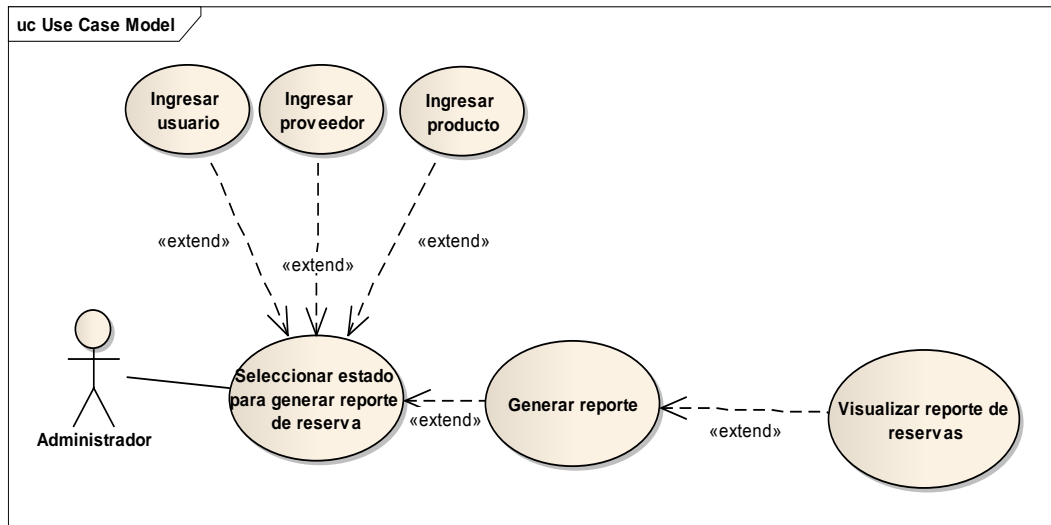 uc Use Case Model
Ingresar
usuario
Ingresar
proveedor
Ingresar
producto
«extend»
«extend»
«extend»
Administrador
Seleccionar estado
para generar reporte
de reserva
«extend»
Generar reporte
«extend»
Visualizar reporte de
reservas